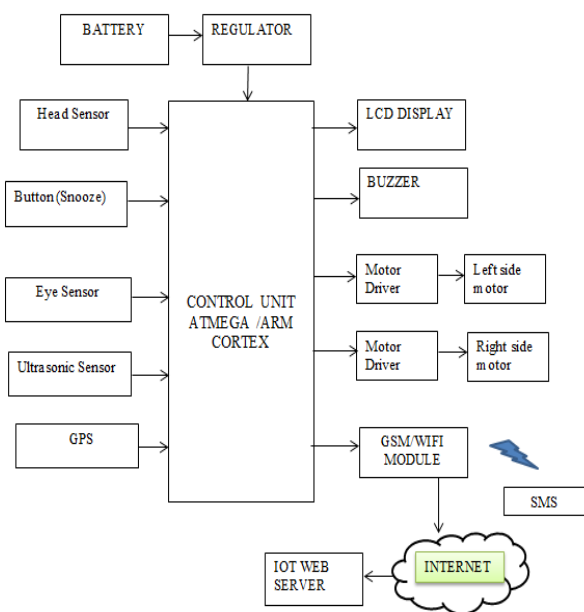 BATTERY
REGULATOR
Head Sensor
LCD DISPLAY
Button (Snooze)
BUZZER
Eye Sensor
Motor
Driver
Left side
motor
CONTROL UNIT
ATMEGA /ARM
CORTEX
Ultrasonic Sensor
Motor
Driver
Right side
motor
GPS
GSM/WIFI
MODULE
SMS
IOT WEB
SERVER
INTERNET